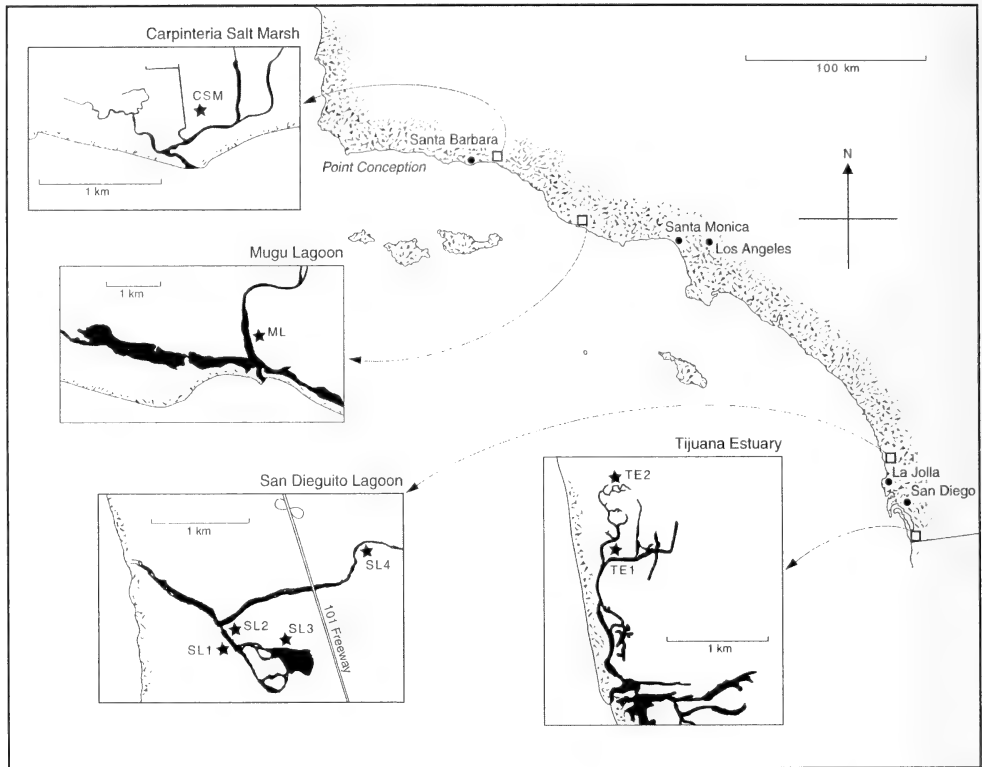 Carpinteria Salt Marsh
CSM
1 km
100 km
Santa Barbara
Point Conception
N
Santa Monica
Los Angeles
Mugu Lagoon
1 km
ML
La Jolla
San Diego
San Dieguito Lagoon
1 km
SL4
SL2
SL3
SL1
101 Freeway
Tijuana Estuary
TE2
TE1
1 km